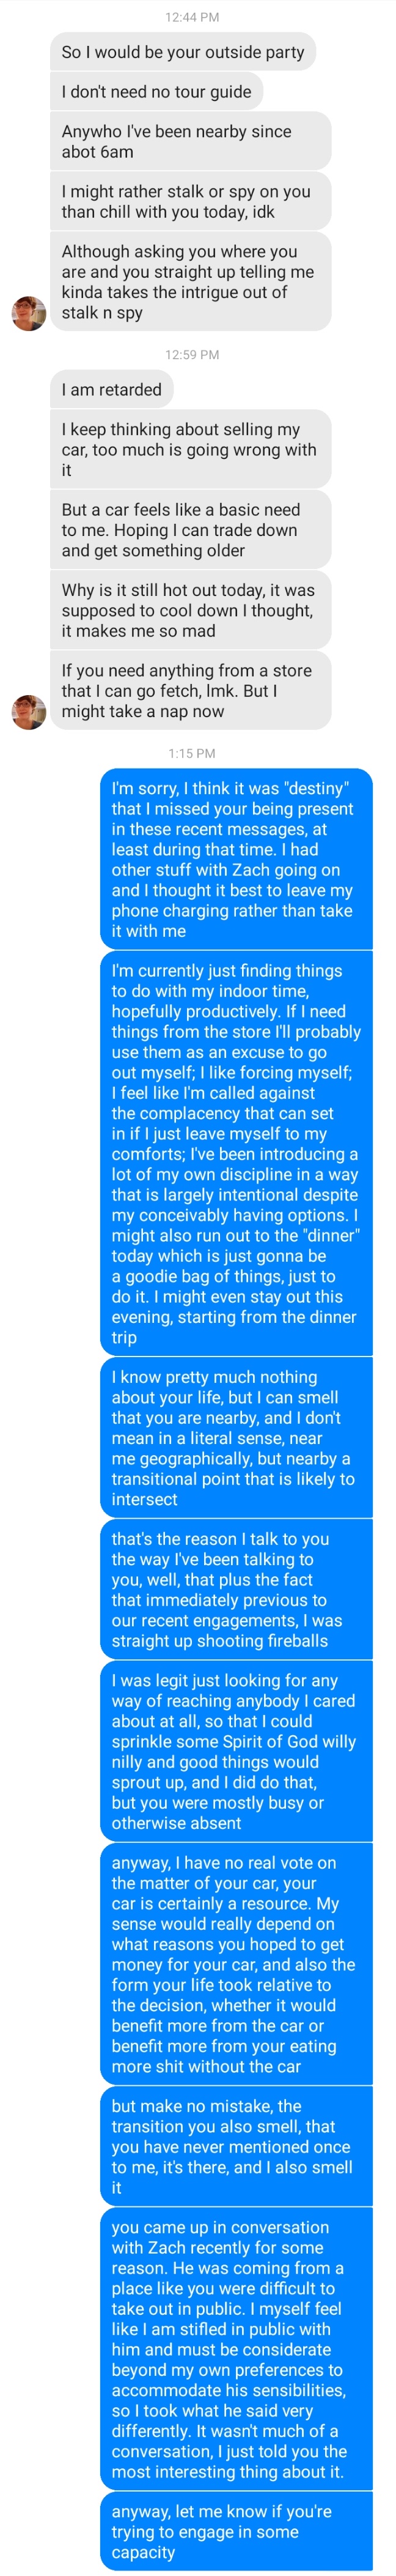 12:44 PM
So I would be your outside party
I don't need no tour guide
Anywho I've been nearby since
abot 6am
I might rather stalk or spy on you
than chill with you today, idk
Although asking you where you
are and you straight up telling me
kinda takes the intrigue out of
stalk n spy
12:59 PM
I am retarded
I keep thinking about selling my
car, too much is going wrong with
it
But a car feels like a basic need
to me. Hoping I can trade down
and get something older
Why is it still hot out today, it was
supposed to cool down I thought,
it makes me so mad
If you need anything from a store
that I can go fetch, lmk. But I
might take a nap now
1:15 PM
I'm sorry, I think it was "destiny"
that I missed your being present
in these recent messages, at
least during that time. I had
other stuff with Zach going on
and I thought it best to leave my
phone charging rather than take
it with me
I'm currently just finding things
to do with my indoor time,
hopefully productively. If I need
things from the store I'll probably
use them as an excuse to go
out myself; I like forcing myself;
I feel like I'm called against
the complacency that can set
in if I just leave myself to my
comforts; I've been introducing a
lot of my own discipline in a way
that is largely intentional despite
my conceivably having options. I
might also run out to the "dinner"
today which is just gonna be
a goodie bag of things, just to
do it. I might even stay out this
evening, starting from the dinner
trip
I know pretty much nothing
about your life, but I can smell
that you are nearby, and I don't
mean in a literal sense, near
me geographically, but nearby a
transitional point that is likely to
intersect
that's the reason I talk to you
the way I've been talking to
you, well, that plus the fact
that immediately previous to
our recent engagements, I was
straight up shooting fireballs
I was legit just looking for any
way of reaching anybody I cared
about at all, so that I could
sprinkle some Spirit of God willy
nilly and good things would
sprout up, and I did do that,
but you were mostly busy or
otherwise absent
anyway, I have no real vote on
the matter of your car, your
car is certainly a resource. My
sense would really depend on
what reasons you hoped to get
money for your car, and also the
form your life took relative to
the decision, whether it would
benefit more from the car or
benefit more from your eating
more shit without the car
but make no mistake, the
transition you also smell, that
you have never mentioned once
to me, it's there, and I also smell
it
you came up in conversation
with Zach recently for some
reason. He was coming from a
place like you were difficult to
take out in public. I myself feel
like I am stifled in public with
him and must be considerate
beyond my own preferences to
accommodate his sensibilities,
so I took what he said very
differently. It wasn't much of a
conversation, I just told you the
most interesting thing about it.
anyway, let me know if you're
trying to engage in some
capacity